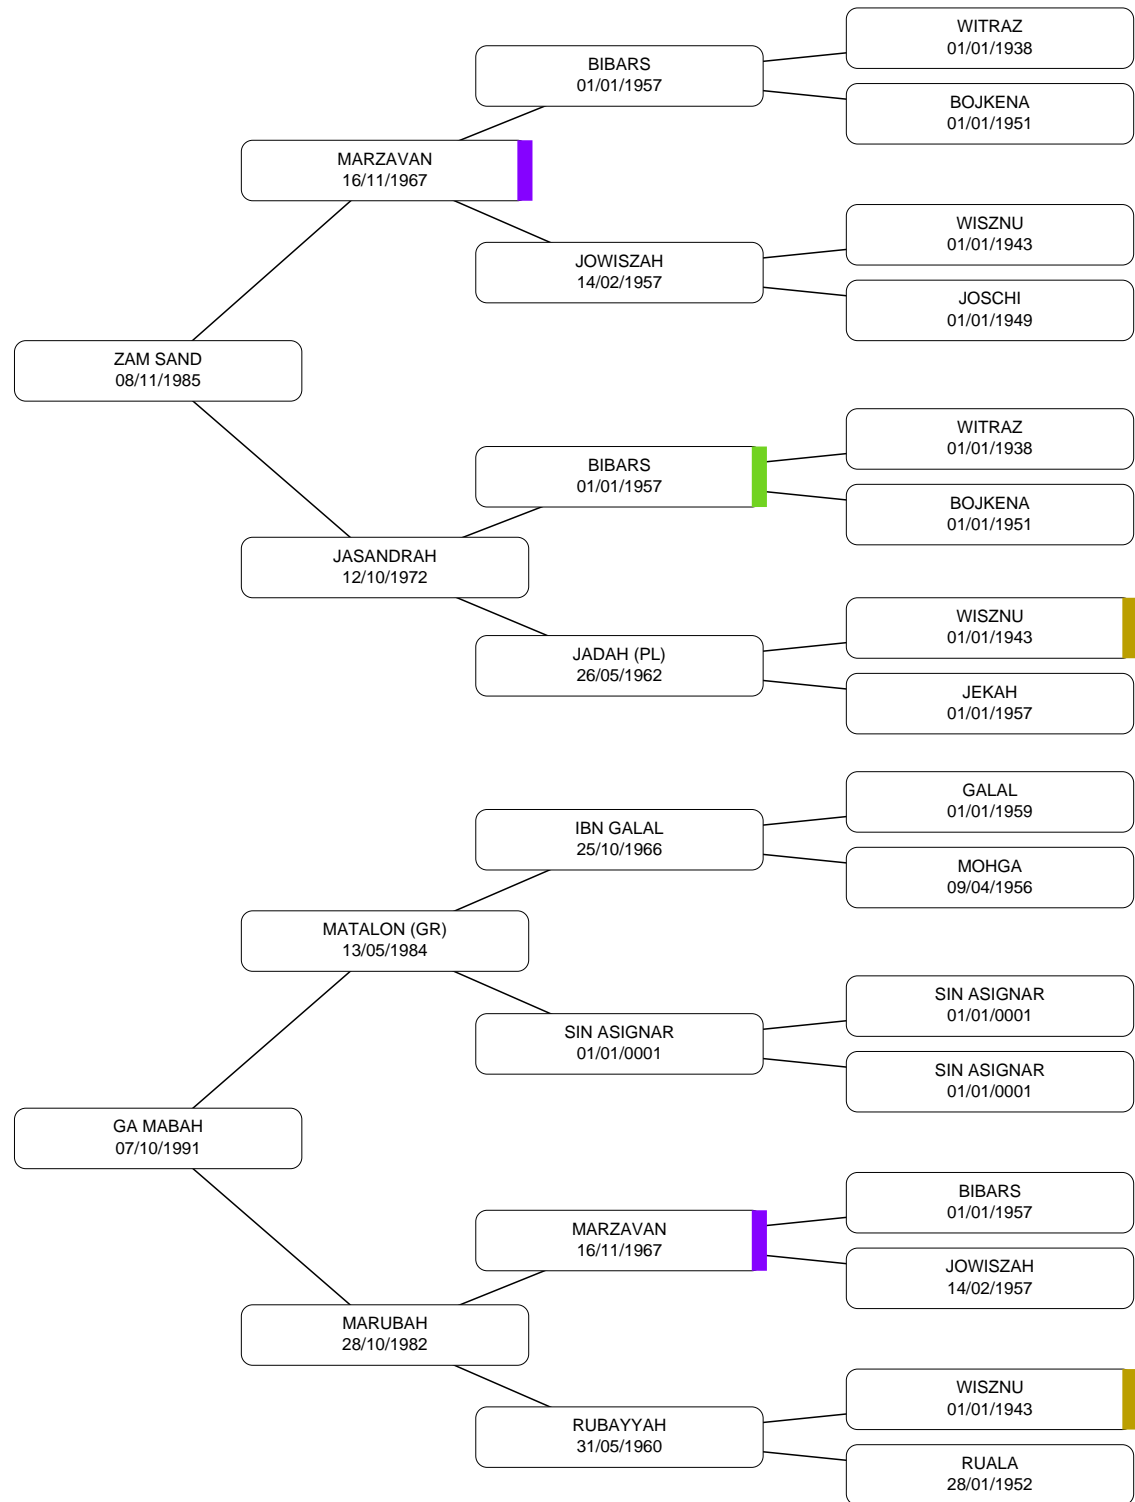 WITRAZ
01/01/1938
BIBARS
01/01/1957
BOJKENA
01/01/1951
MARZAVAN
16/11/1967
WISZNU
01/01/1943
JOWISZAH
14/02/1957
JOSCHI
01/01/1949
ZAM SAND
08/11/1985
WITRAZ
01/01/1938
BIBARS
01/01/1957
BOJKENA
01/01/1951
JASANDRAH
12/10/1972
WISZNU
01/01/1943
JADAH (PL)
26/05/1962
JEKAH
01/01/1957
GALAL
01/01/1959
IBN GALAL
25/10/1966
MOHGA
09/04/1956
MATALON (GR)
13/05/1984
SIN ASIGNAR
01/01/0001
SIN ASIGNAR
01/01/0001
SIN ASIGNAR
01/01/0001
GA MABAH
07/10/1991
BIBARS
01/01/1957
MARZAVAN
16/11/1967
JOWISZAH
14/02/1957
MARUBAH
28/10/1982
WISZNU
01/01/1943
RUBAYYAH
31/05/1960
RUALA
28/01/1952